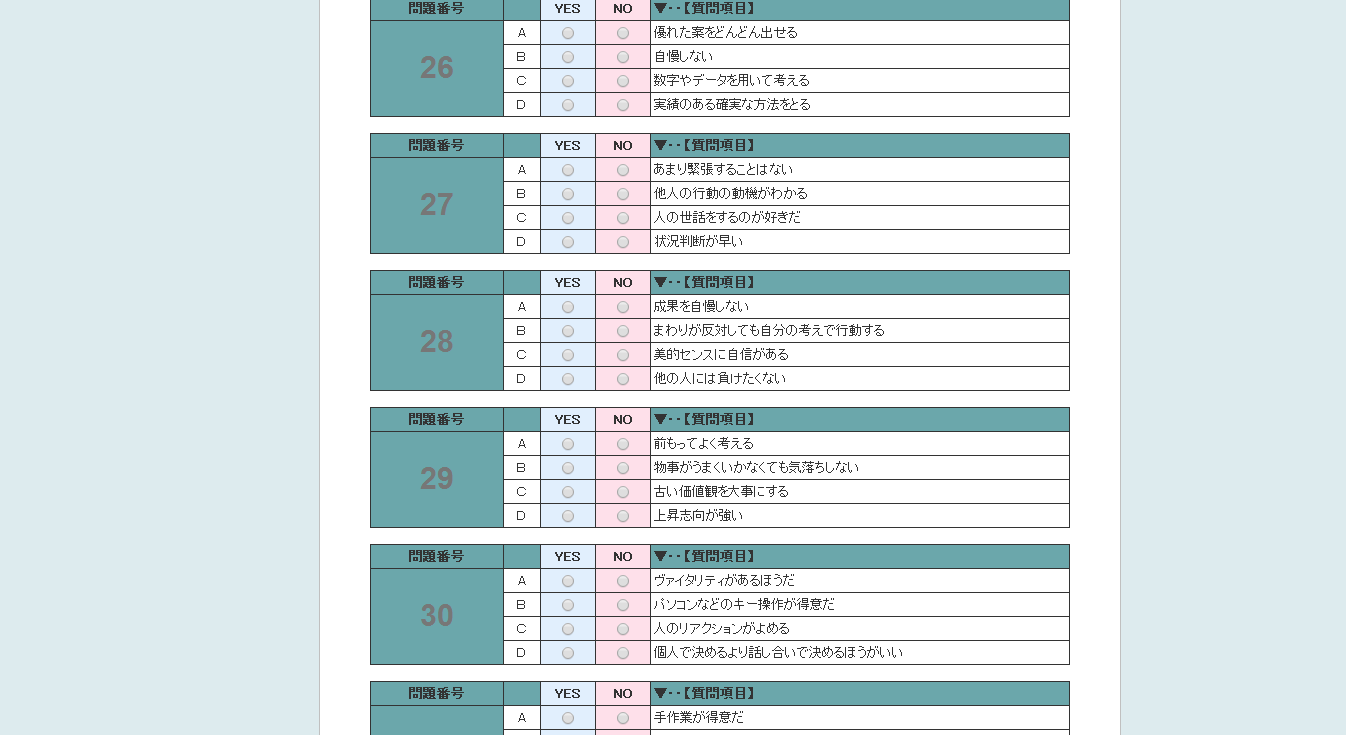 問題番号 YES NO ▼--【質問項目】
26
A 優れた案をどんどん出せる
B 自慢しない
C 数字やデータを用いて考える
D 実績のある確実な方法をとる
問題番号 YES NO ▼--【質問項目】
27
A あまり緊張することはない
B 他人の行動の動機がわかる
C 人の世話をするのが好きだ
D 状況判断が早い
問題番号 YES NO ▼--【質問項目】
28
A 成果を自慢しない
B まわりが反対しても自分の考えで行動する
C 美的センスに自信がある
D 他の人には負けたくない
問題番号 YES NO ▼--【質問項目】
29
A 前もってよく考える
B 物事がうまくいかなくても気落ちしない
C 古い価値観を大事にする
D 上昇志向が強い
問題番号 YES NO ▼--【質問項目】
30
A ヴァイタリティがあるほうだ
B パソコンなどのキー操作が得意だ
C 人のリアクションがよめる
D 個人で決めるより話し合いで決めるほうがいい
問題番号 YES NO ▼--【質問項目】
A 手作業が得意だ